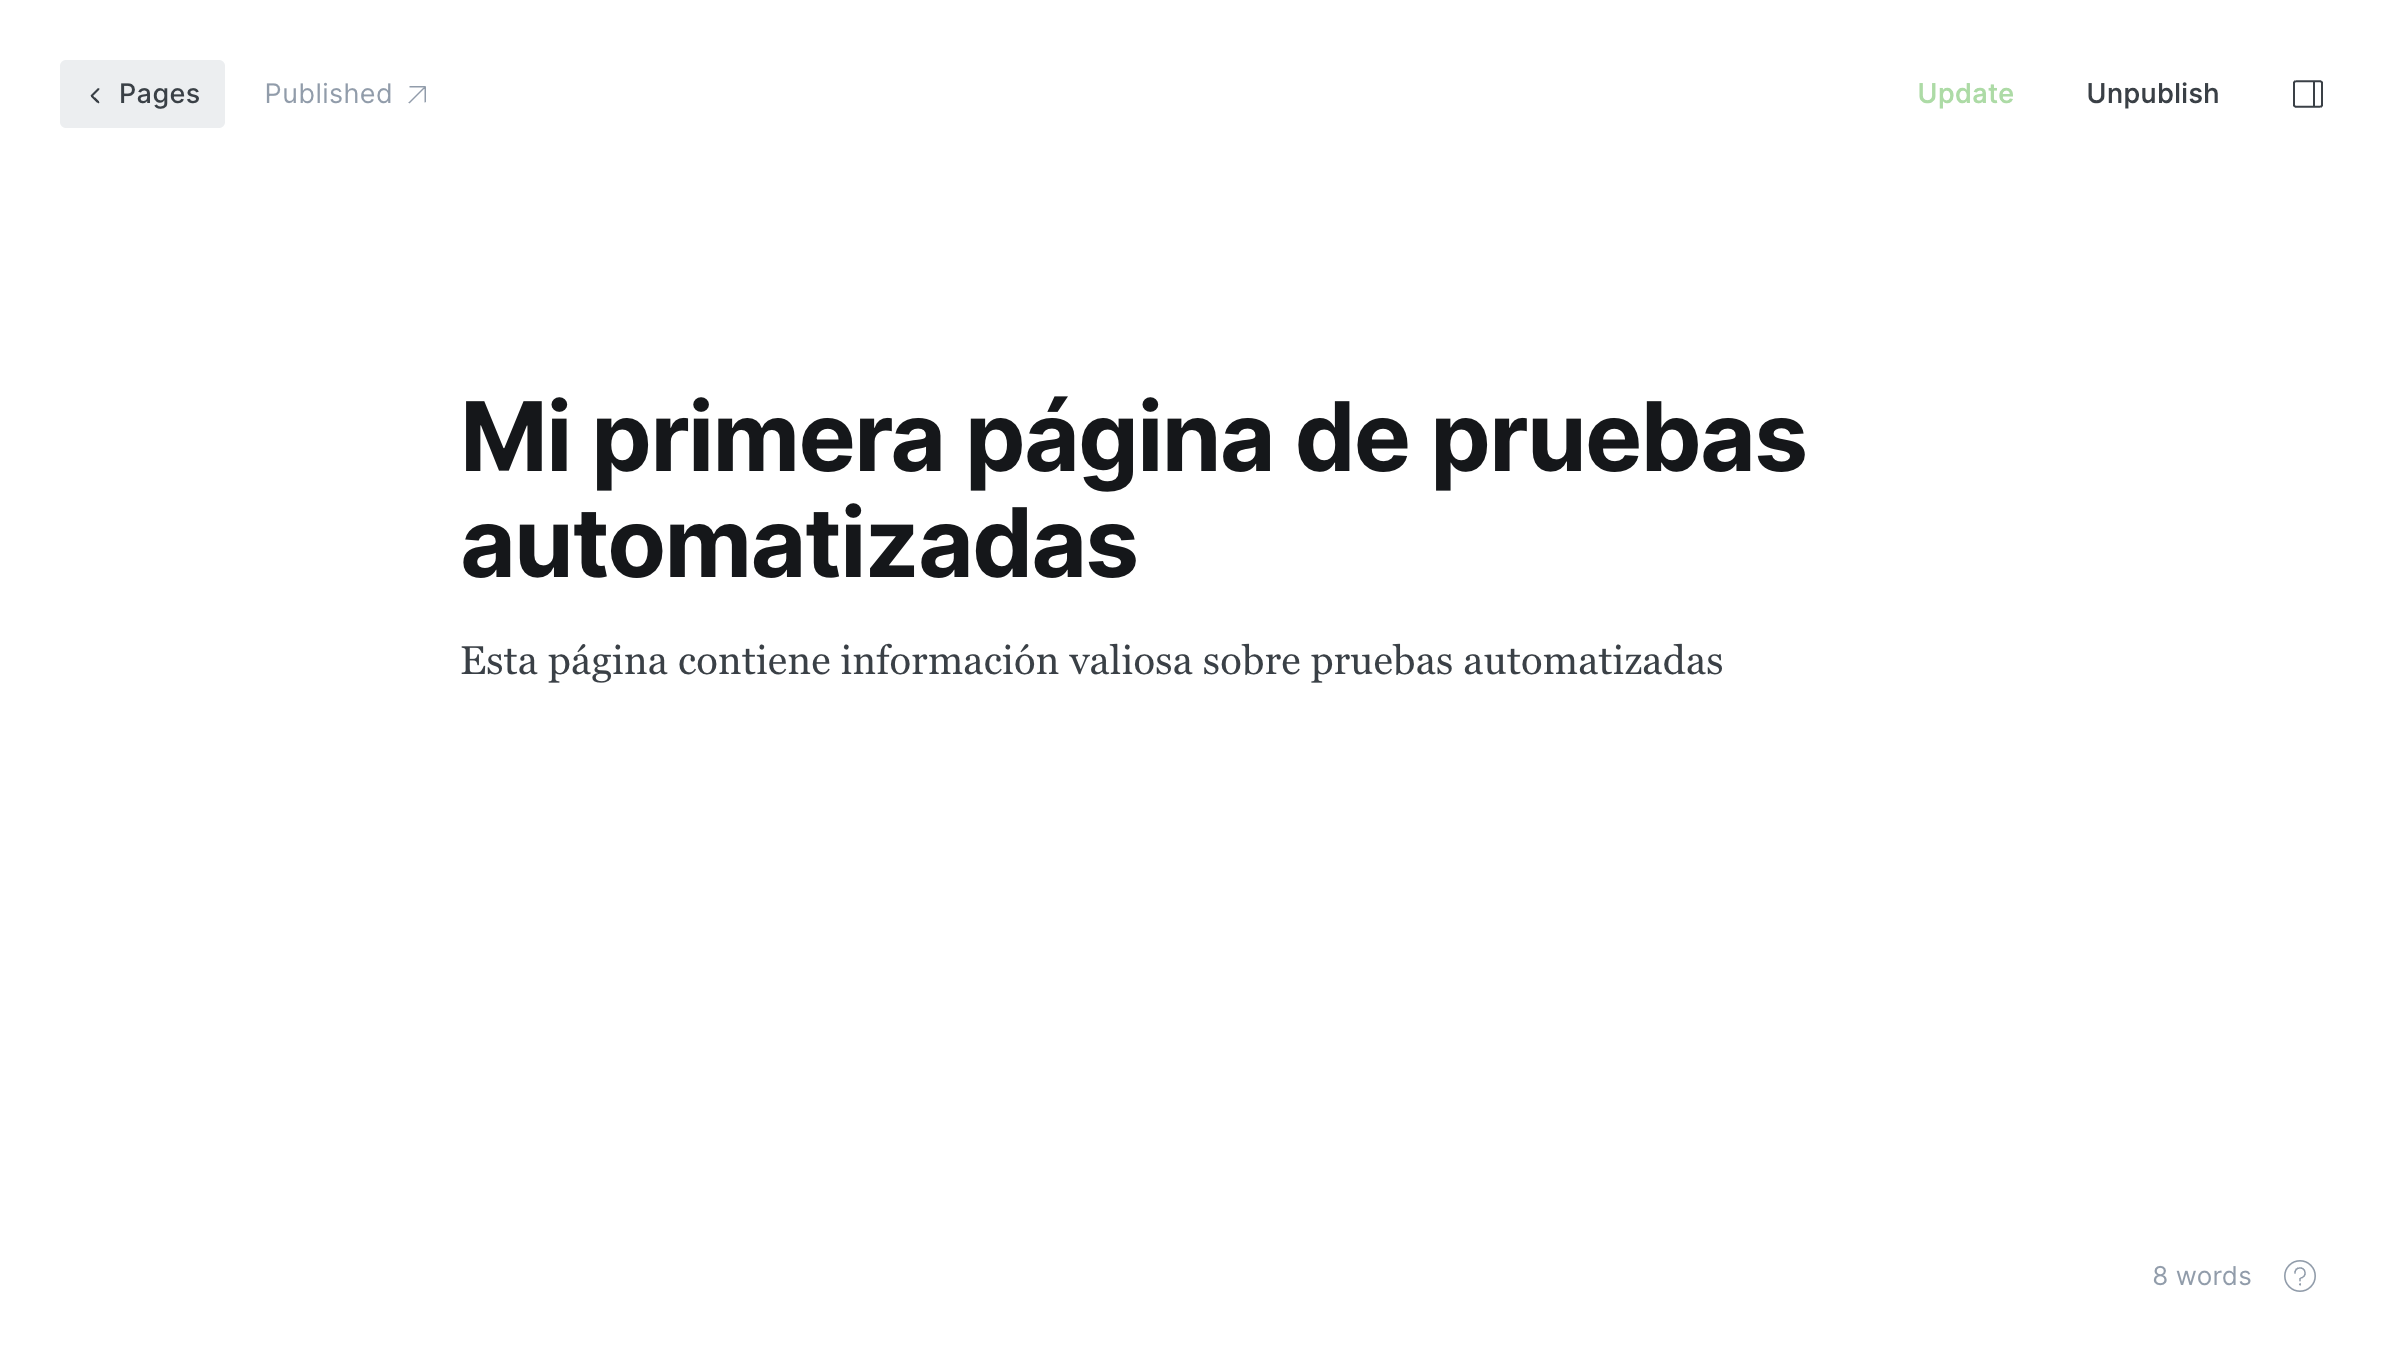 Pages
Published
Update
Unpublish
Mi primera página de pruebas
automatizadas
Esta página contiene información valiosa sobre pruebas automatizadas
8 words
?